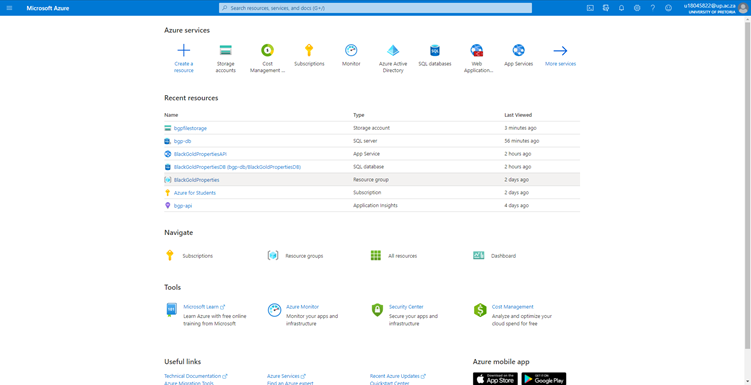 Microsoft Azure
Search resources, services, and docs (G+/)
u18045822@up.ac.za
UNIVERSITY OF PRETORIA
Azure services
Create a resource
Storage accounts
Cost Management ...
Subscriptions
Monitor
Azure Active Directory
SQL databases
Web Application...
App Services
More services
Recent resources
Name Type Last Viewed
bgpfilestorage Storage account 3 minutes ago
bgp-db SQL server 56 minutes ago
BlackGoldPropertiesAPI App Service 2 hours ago
BlackGoldPropertiesDB (bgp-db/BlackGoldPropertiesDB) SQL database 2 hours ago
BlackGoldProperties Resource group 2 days ago
Azure for Students Subscription 2 days ago
bgp-api Application Insights 4 days ago
Navigate
Subscriptions Resource groups All resources Dashboard
Tools
Microsoft Learn
Learn Azure with free online
training from Microsoft
Azure Monitor
Monitor your apps and
infrastructure
Security Center
Secure your apps and
infrastructure
Cost Management
Analyze and optimize your
cloud spend for free
Useful links
Technical Documentation Azure Services Recent Azure Updates
Azure Migration Tools Find an Azure expert Quickstart Center
Azure mobile app
Download on the
App Store
GET IT ON
Google Play